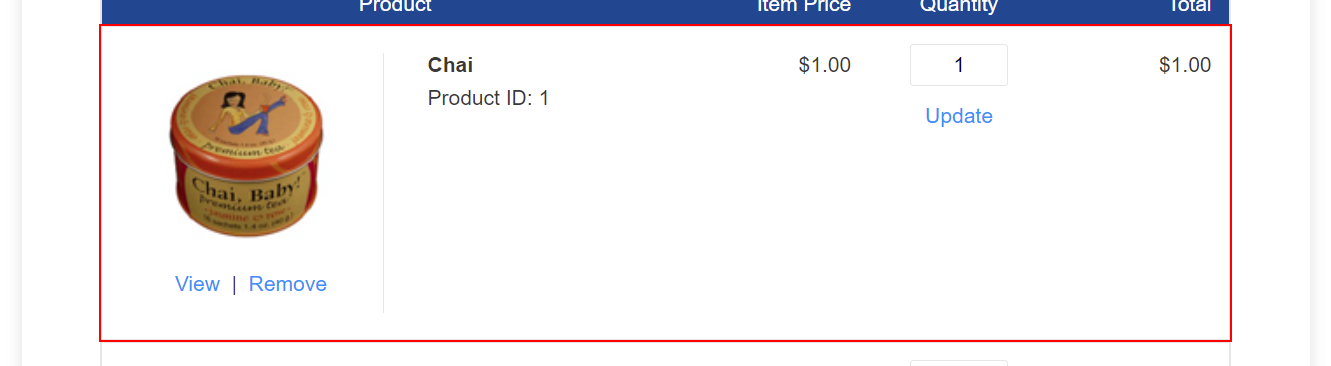 Product Item Price Quantity Total
Chai $1.00 1 $1.00
Product ID: 1
Update
Chai, Baby!
premium tea
Chai, Baby!
premium tea
View | Remove